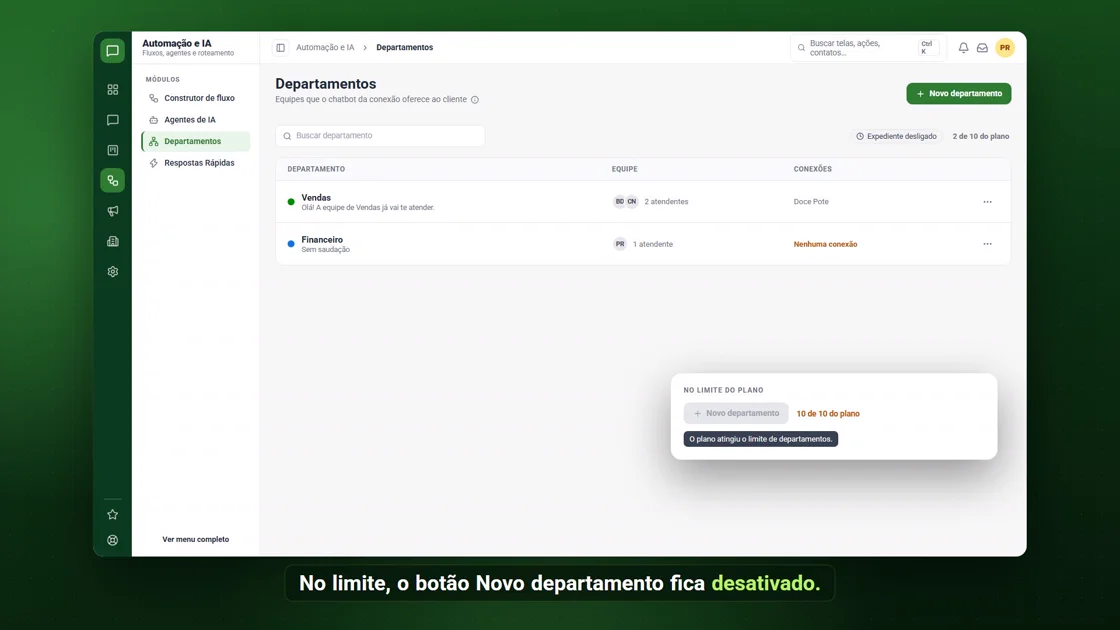 Automação e IA
Fluxos, agentes e roteamento
MÓDULOS
Construtor de fluxo
Agentes de IA
Departamentos
Respostas Rápidas
Ver menu completo
Automação e IA > Departamentos
Buscar telas, ações, contatos...
Ctrl K
PR
Departamentos
Equipes que o chatbot da conexão oferece ao cliente
+ Novo departamento
Buscar departamento
Expediente desligado
2 de 10 do plano
DEPARTAMENTO EQUIPE CONEXÕES
Vendas
Olá! A equipe de Vendas já vai te atender.
BD CN 2 atendentes
Doce Pote
Financeiro
Sem saudação
PR 1 atendente
Nenhuma conexão
NO LIMITE DO PLANO
+ Novo departamento
10 de 10 do plano
O plano atingiu o limite de departamentos.
No limite, o botão Novo departamento fica desativado.